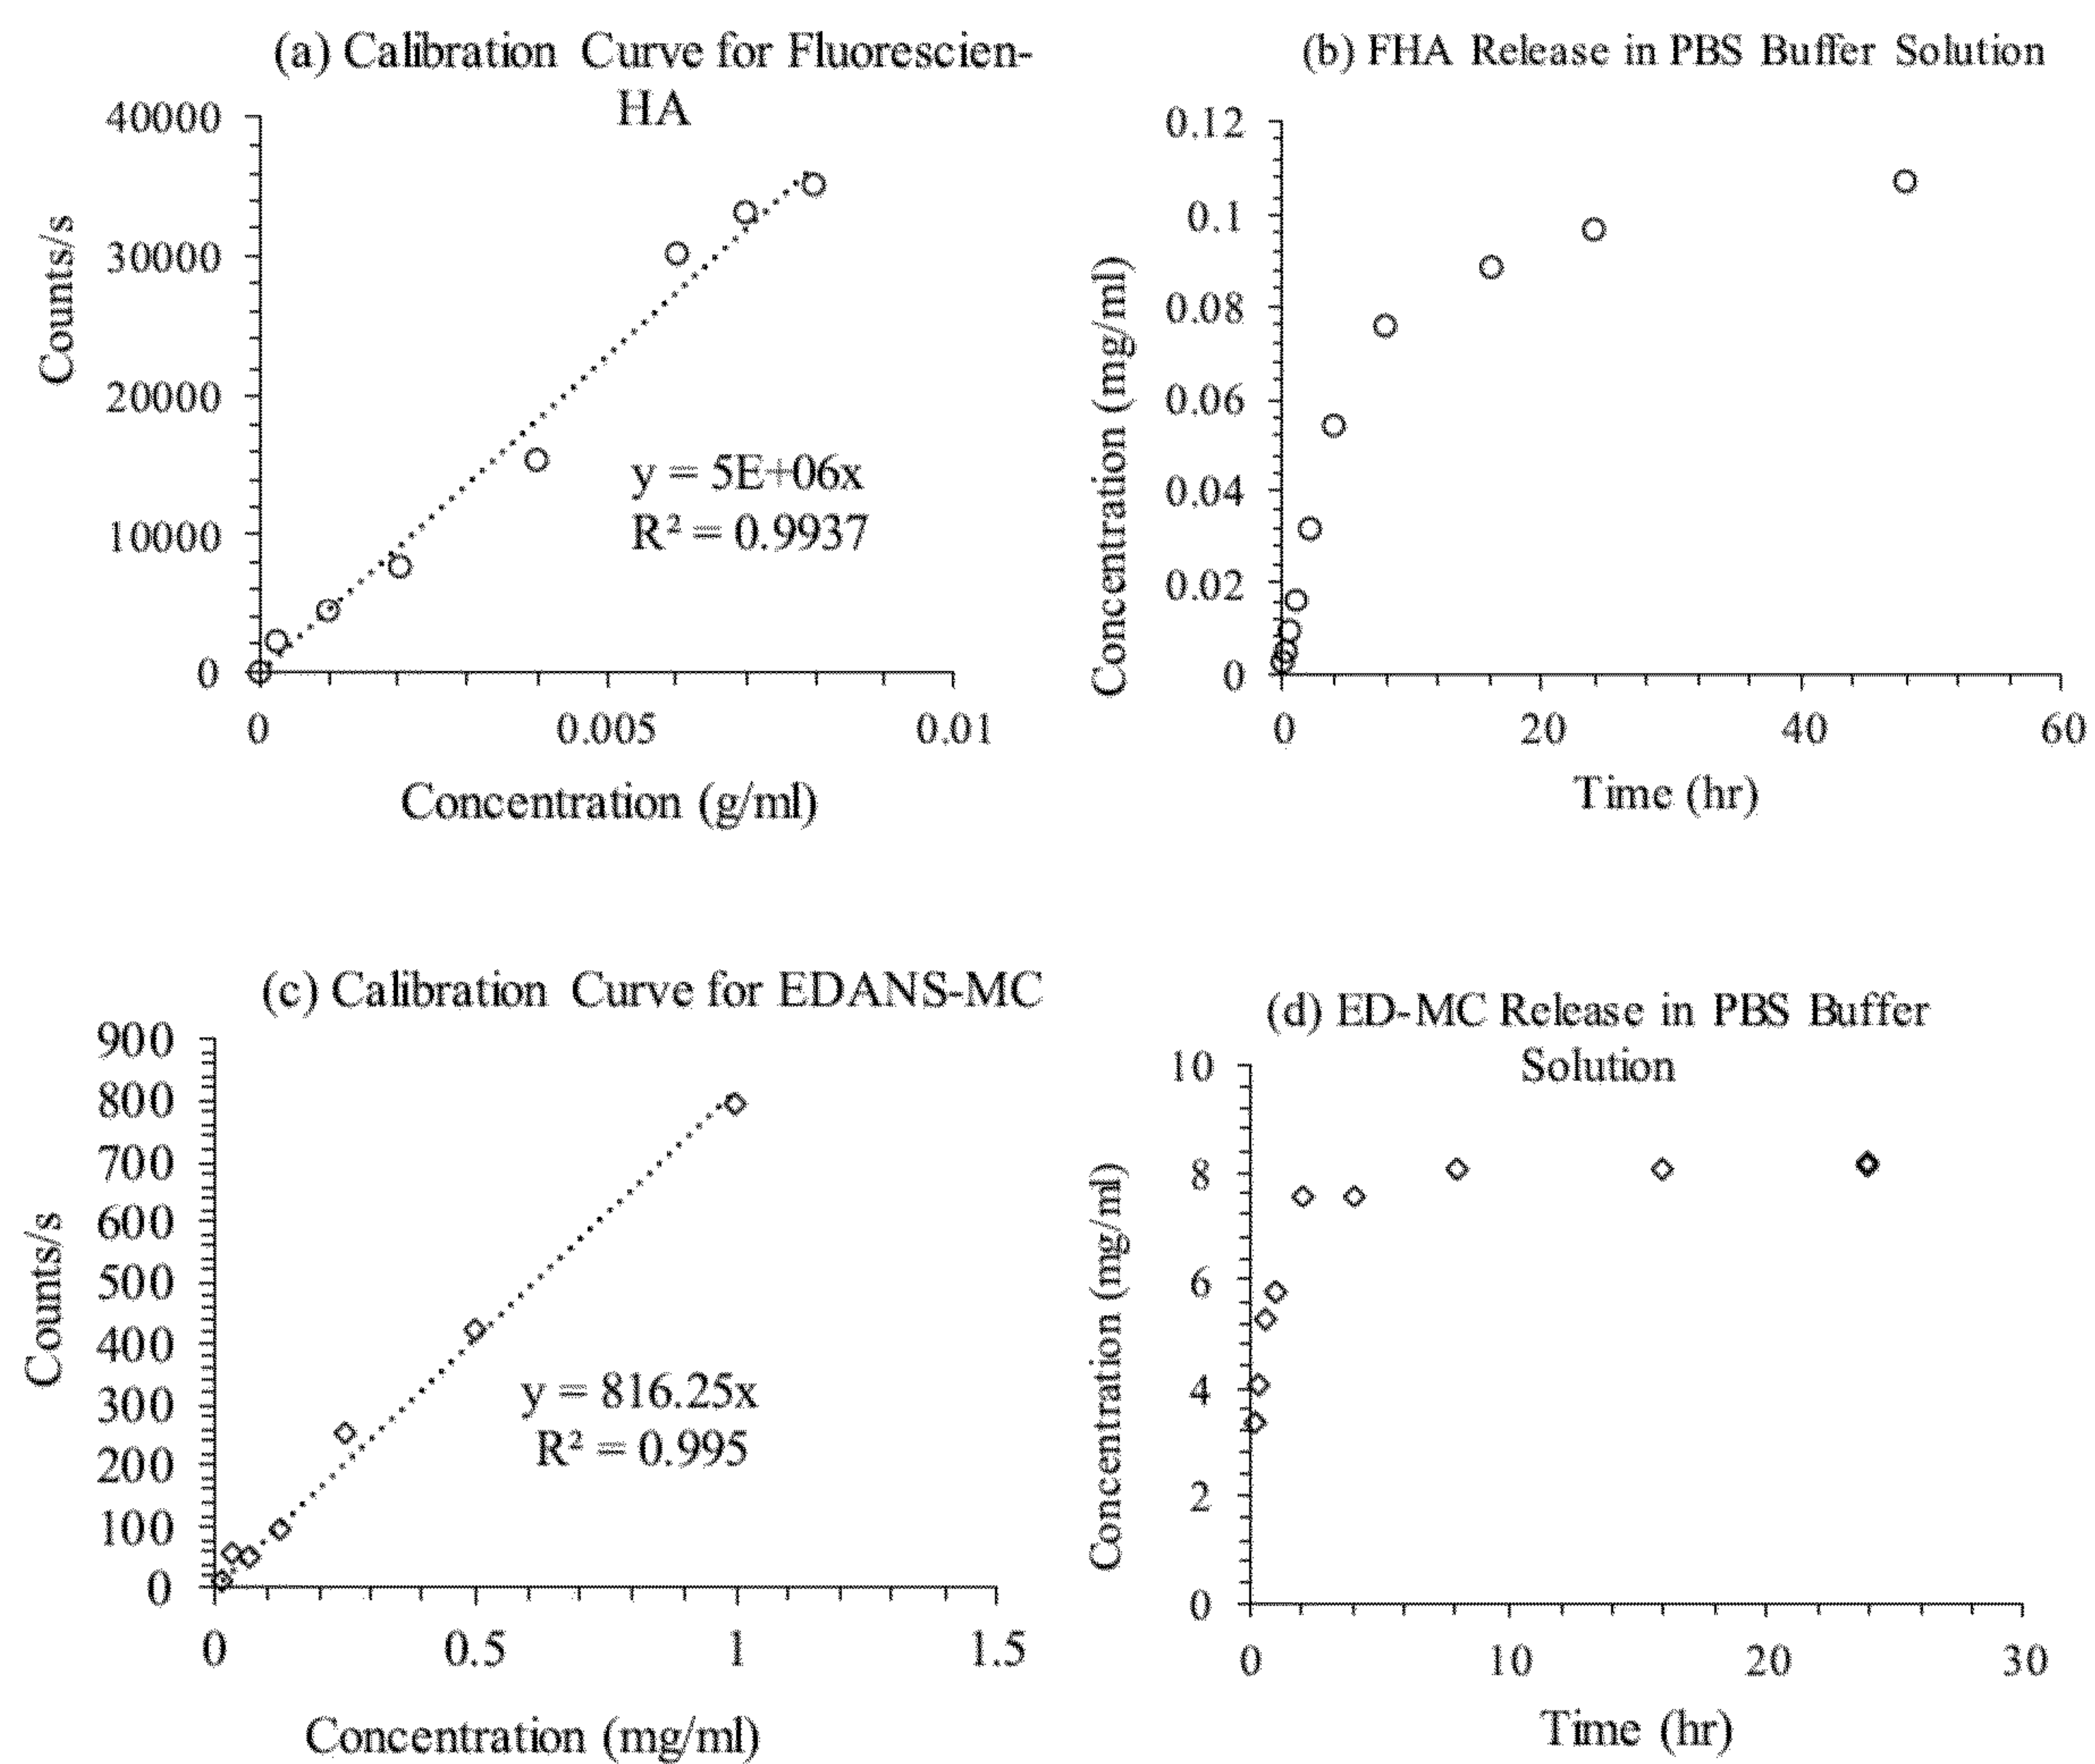 (a) Calibration Curve for Fluorescien-
HA
40000
30000
20000
10000
0
Counts/s
y = 5E+06x
R² = 0.9937
0 0.005 0.01
Concentration (g/ml)
(b) FHA Release in PBS Buffer Solution
0.12
0.1
0.08
0.06
0.04
0.02
0
Concentration (mg/ml)
0 20 40 60
Time (hr)
(c) Calibration Curve for EDANS-MC
900
800
700
600
500
400
300
200
100
0
Counts/s
y = 816.25x
R² = 0.995
0 0.5 1 1.5
Concentration (mg/ml)
(d) ED-MC Release in PBS Buffer
Solution
10
8
6
4
2
0
Concentration (mg/ml)
0 10 20 30
Time (hr)